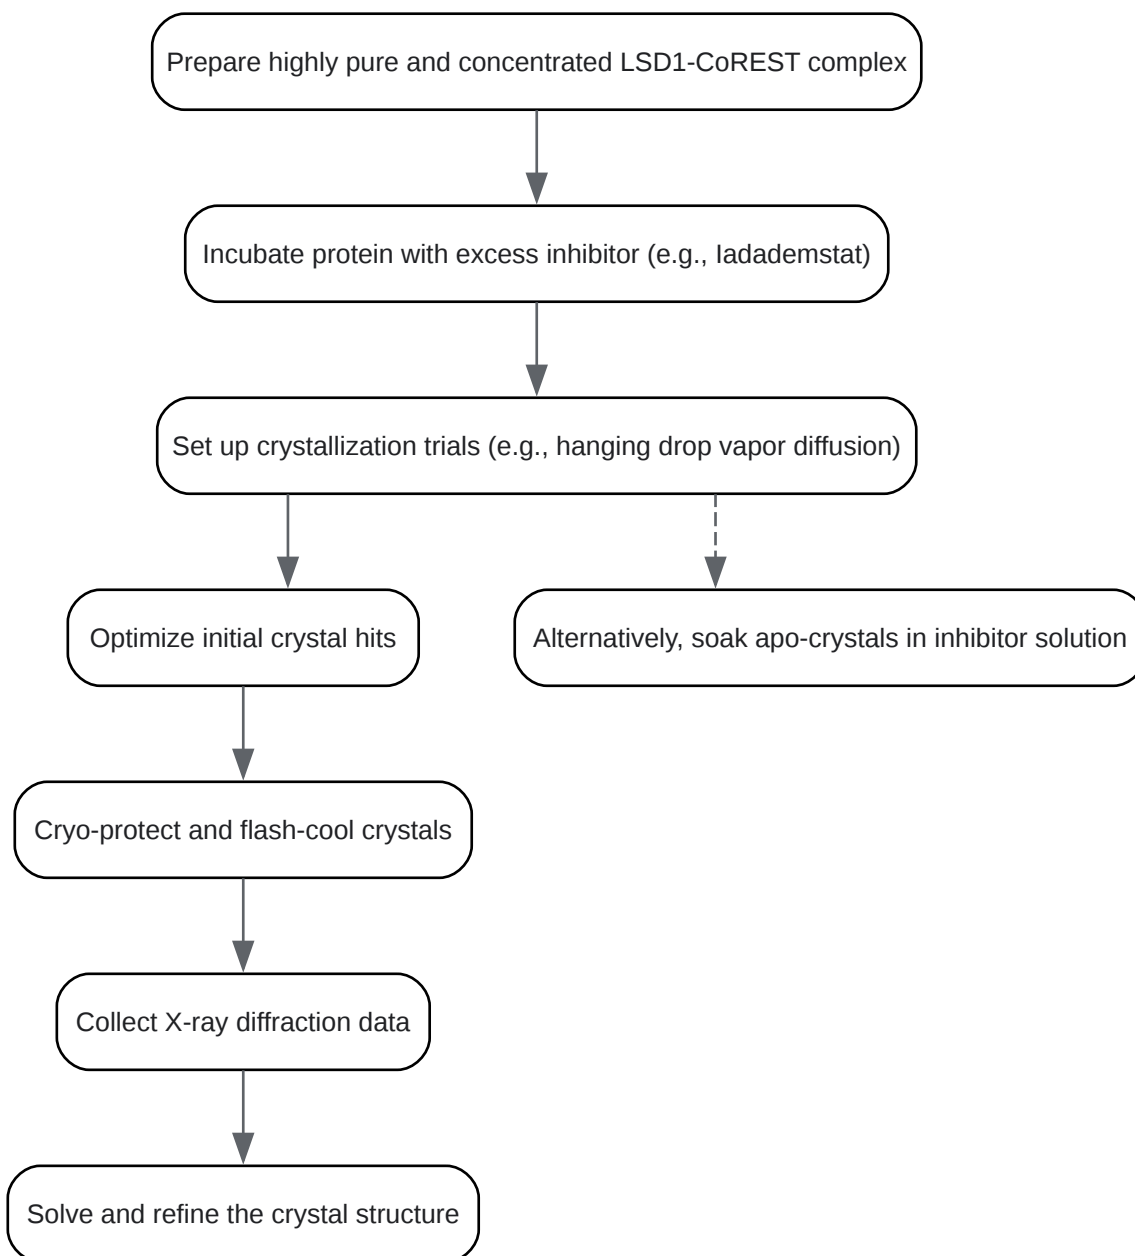 Prepare highly pure and concentrated LSD1-CoREST complex
Incubate protein with excess inhibitor (e.g., Iadademstat)
Set up crystallization trials (e.g., hanging drop vapor diffusion)
Optimize initial crystal hits
Alternatively, soak apo-crystals in inhibitor solution
Cryo-protect and flash-cool crystals
Collect X-ray diffraction data
Solve and refine the crystal structure